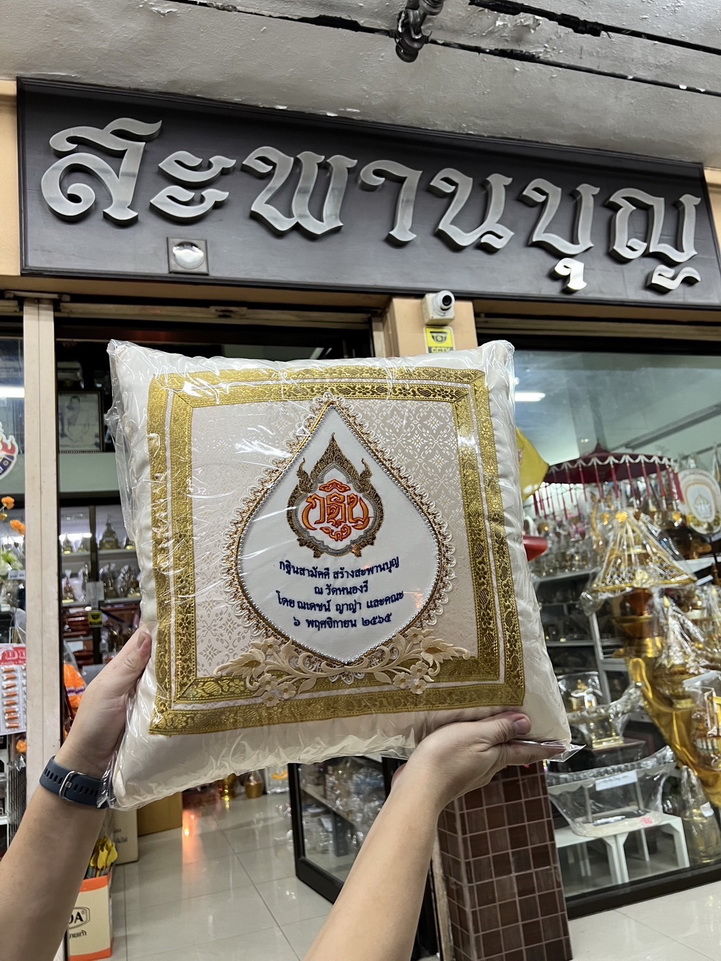 สะพานบุญ
กฐิน
กฐินสามัคคี สร้างสะพานบุญ
ณ วัดหนองรี
โดย ณเดชน์ ญาญ่า และคณะ
๖ พฤศจิกายน ๒๕๖๕